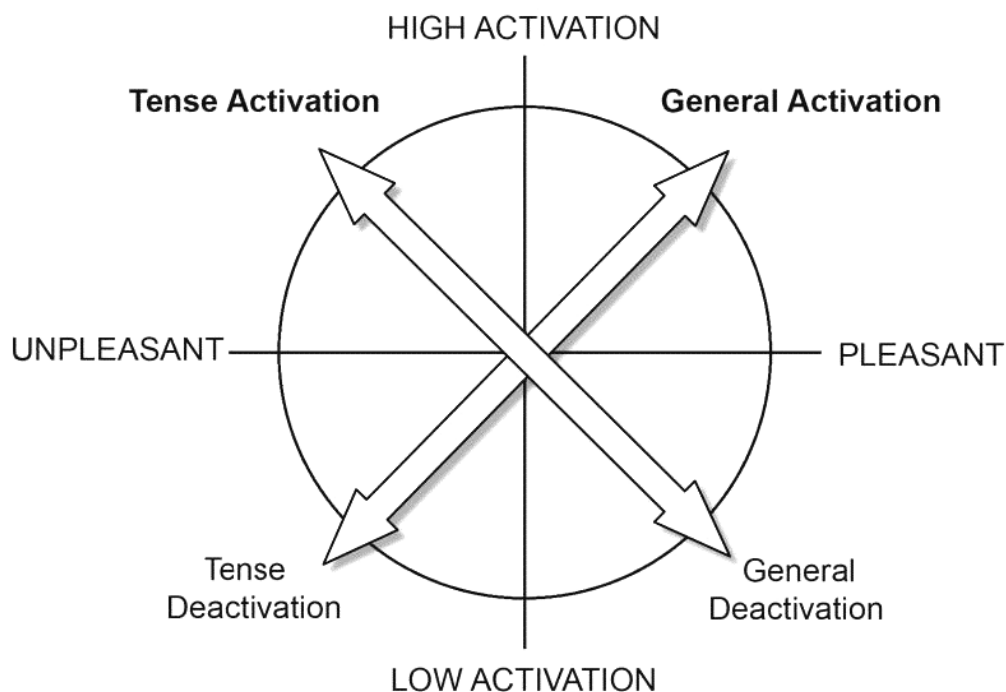 HIGH ACTIVATION
Tense Activation
General Activation
UNPLEASANT
PLEASANT
Tense
Deactivation
General
Deactivation
LOW ACTIVATION